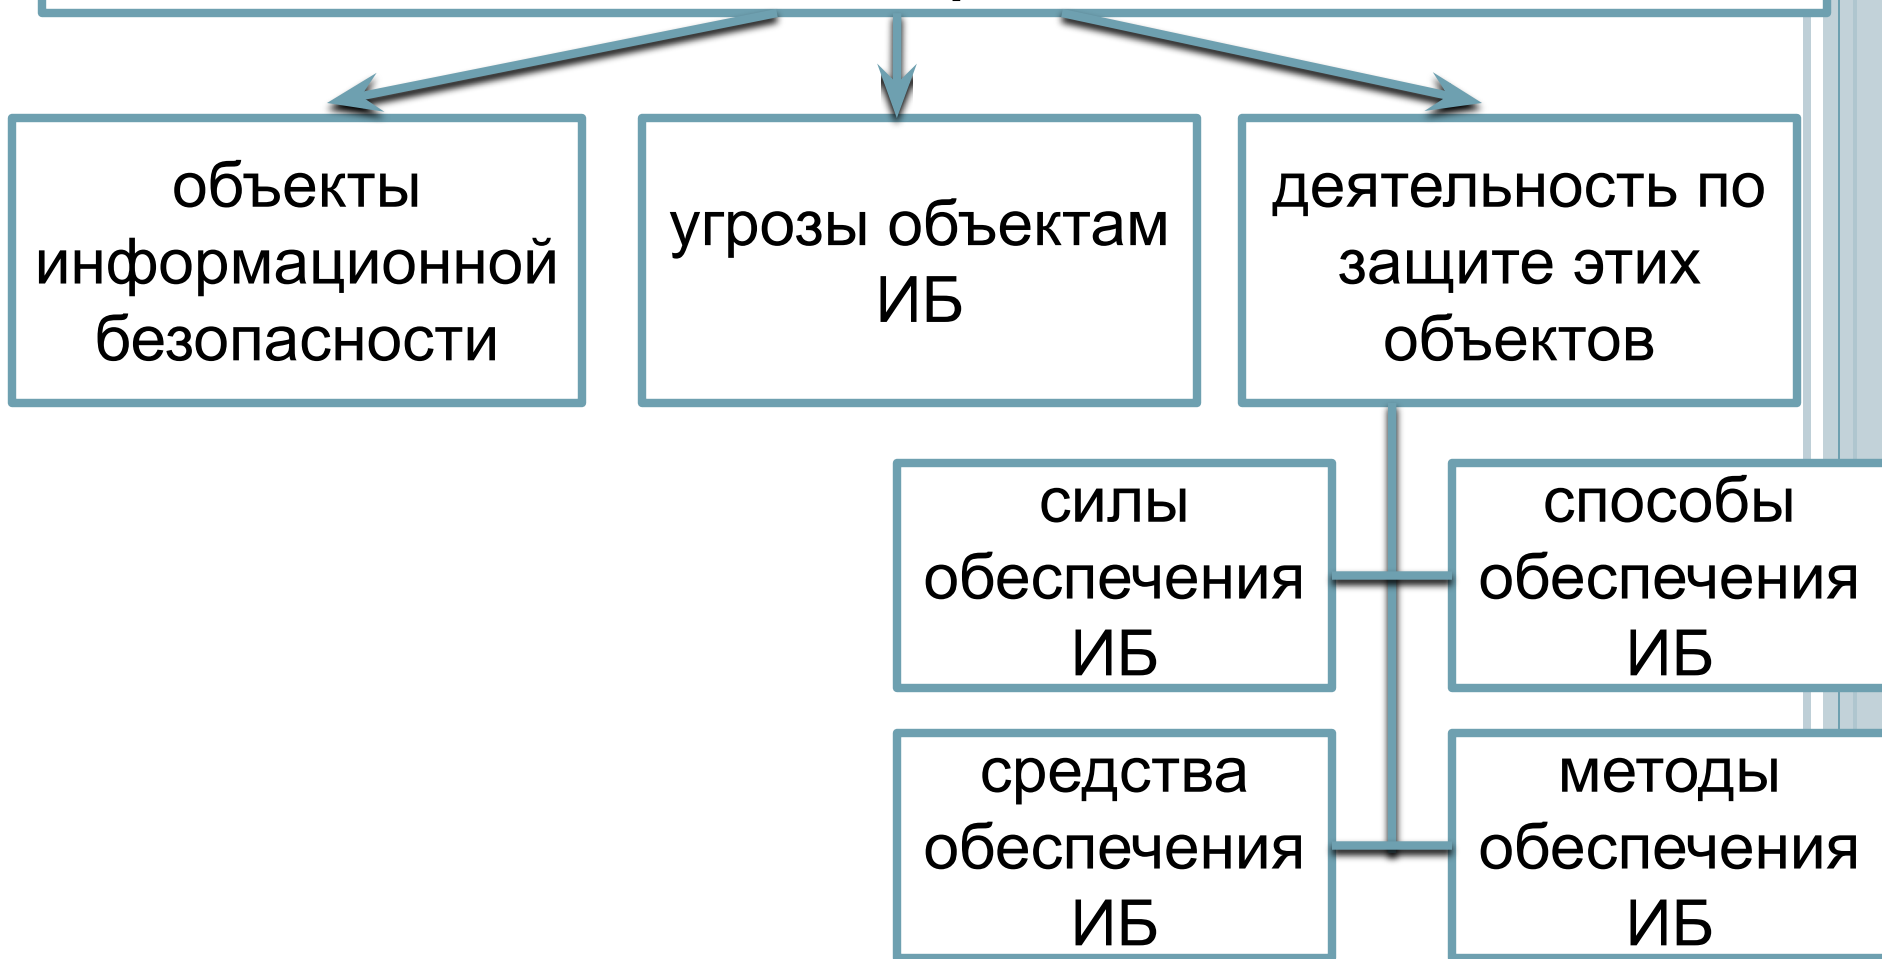 объекты
информационной
безопасности
угрозы объектам
ИБ
деятельность по
защите этих
объектов
силы
обеспечения
ИБ
способы
обеспечения
ИБ
средства
обеспечения
ИБ
методы
обеспечения
ИБ